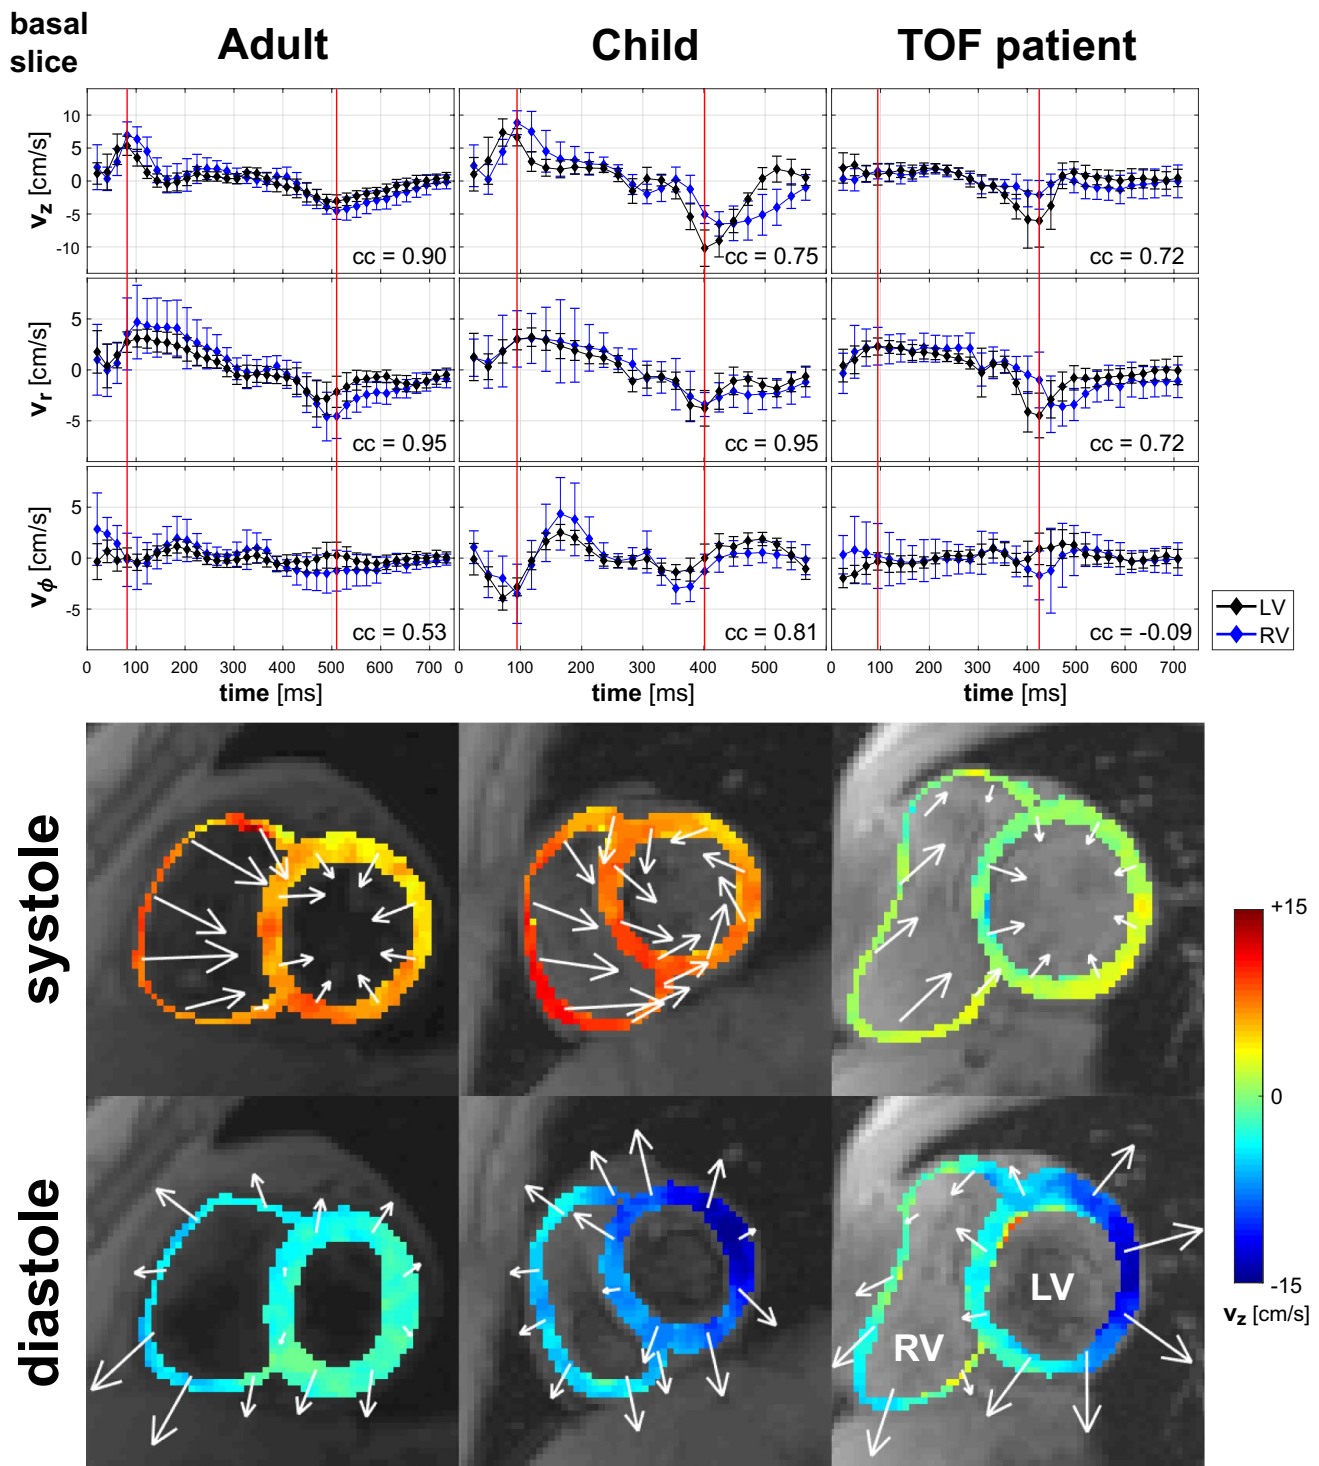 basal
slice
Adult
Child
TOF patient
v_z [cm/s]
10
5
0
-5
-10
cc = 0.90
cc = 0.75
cc = 0.72
v_r [cm/s]
5
0
-5
cc = 0.95
cc = 0.95
cc = 0.72
v_ϕ [cm/s]
5
0
-5
cc = 0.53
cc = 0.81
cc = -0.09
LV
RV
0 100 200 300 400 500 600 700
0 100 200 300 400 500
0 100 200 300 400 500 600 700
time [ms]
time [ms]
time [ms]
systole
diastole
LV
RV
+15
0
-15
v_z [cm/s]